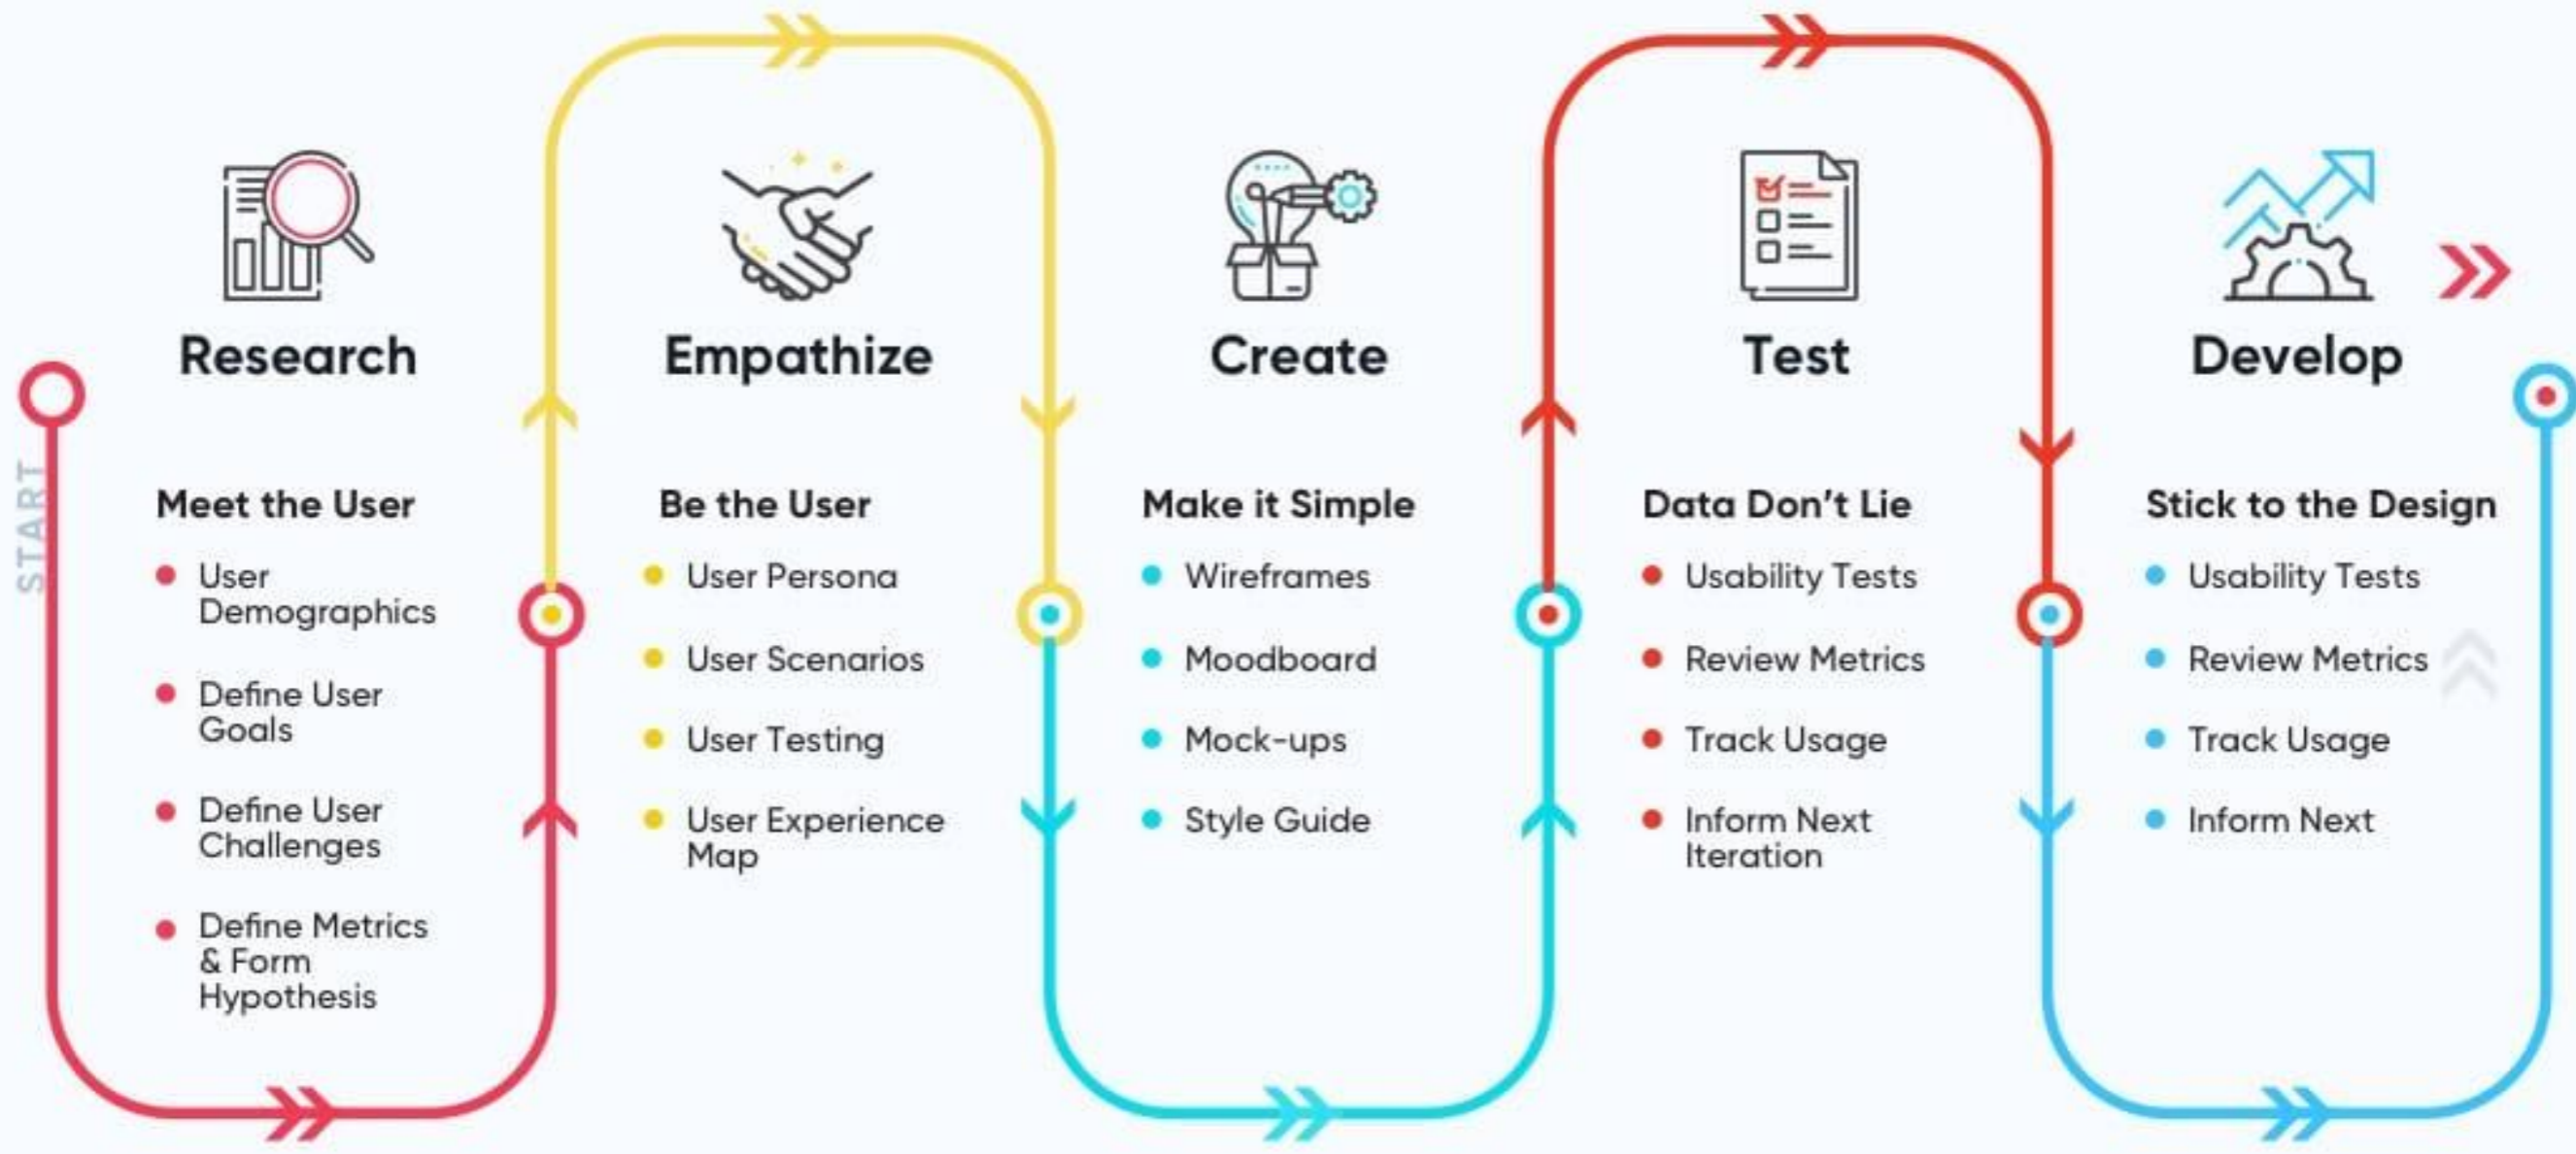 START
Research
Meet the User
User
Demographics
Define User
Goals
Define User
Challenges
Define Metrics
& Form
Hypothesis
Empathize
Be the User
User Persona
User Scenarios
User Testing
User Experience
Map
Create
Make it Simple
Wireframes
Moodboard
Mock-ups
Style Guide
Test
Data Don’t Lie
Usability Tests
Review Metrics
Track Usage
Inform Next
Iteration
Develop
Stick to the Design
Usability Tests
Review Metrics
Track Usage
Inform Next